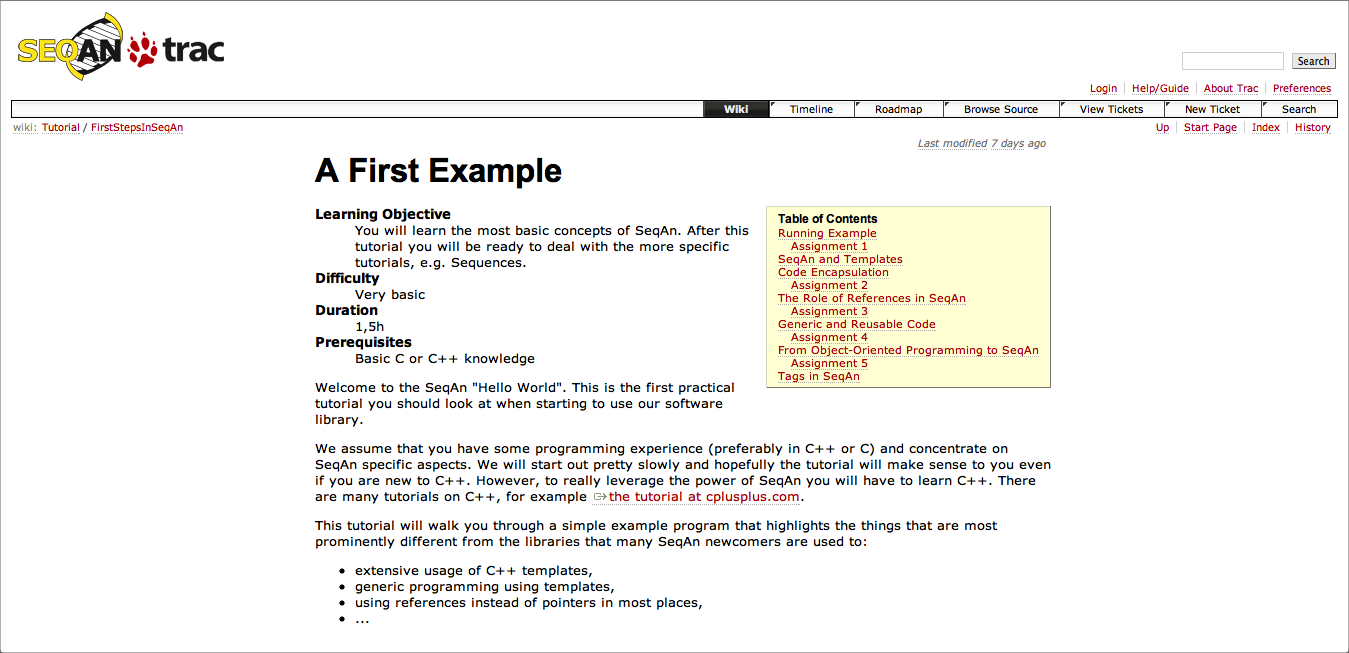 SEQAN trac
Search
Login Help/Guide About Trac Preferences
Wiki Timeline Roadmap Browse Source View Tickets New Ticket Search
wiki: Tutorial / FirstStepsInSeqAn Up Start Page Index History
Last modified 7 days ago
A First Example
Learning Objective
You will learn the most basic concepts of SeqAn. After this
tutorial you will be ready to deal with the more specific
tutorials, e.g. Sequences.
Difficulty
Very basic
Duration
1,5h
Prerequisites
Basic C or C++ knowledge
Table of Contents
Running Example
Assignment 1
SeqAn and Templates
Code Encapsulation
Assignment 2
The Role of References in SeqAn
Assignment 3
Generic and Reusable Code
Assignment 4
From Object-Oriented Programming to SeqAn
Assignment 5
Tags in SeqAn
Welcome to the SeqAn "Hello World". This is the first practical
tutorial you should look at when starting to use our software
library.
We assume that you have some programming experience (preferably in C++ or C) and concentrate on
SeqAn specific aspects. We will start out pretty slowly and hopefully the tutorial will make sense to you even
if you are new to C++. However, to really leverage the power of SeqAn you will have to learn C++. There
are many tutorials on C++, for example the tutorial at cplusplus.com.
This tutorial will walk you through a simple example program that highlights the things that are most
prominently different from the libraries that many SeqAn newcomers are used to:
• extensive usage of C++ templates,
• generic programming using templates,
• using references instead of pointers in most places,
• ...